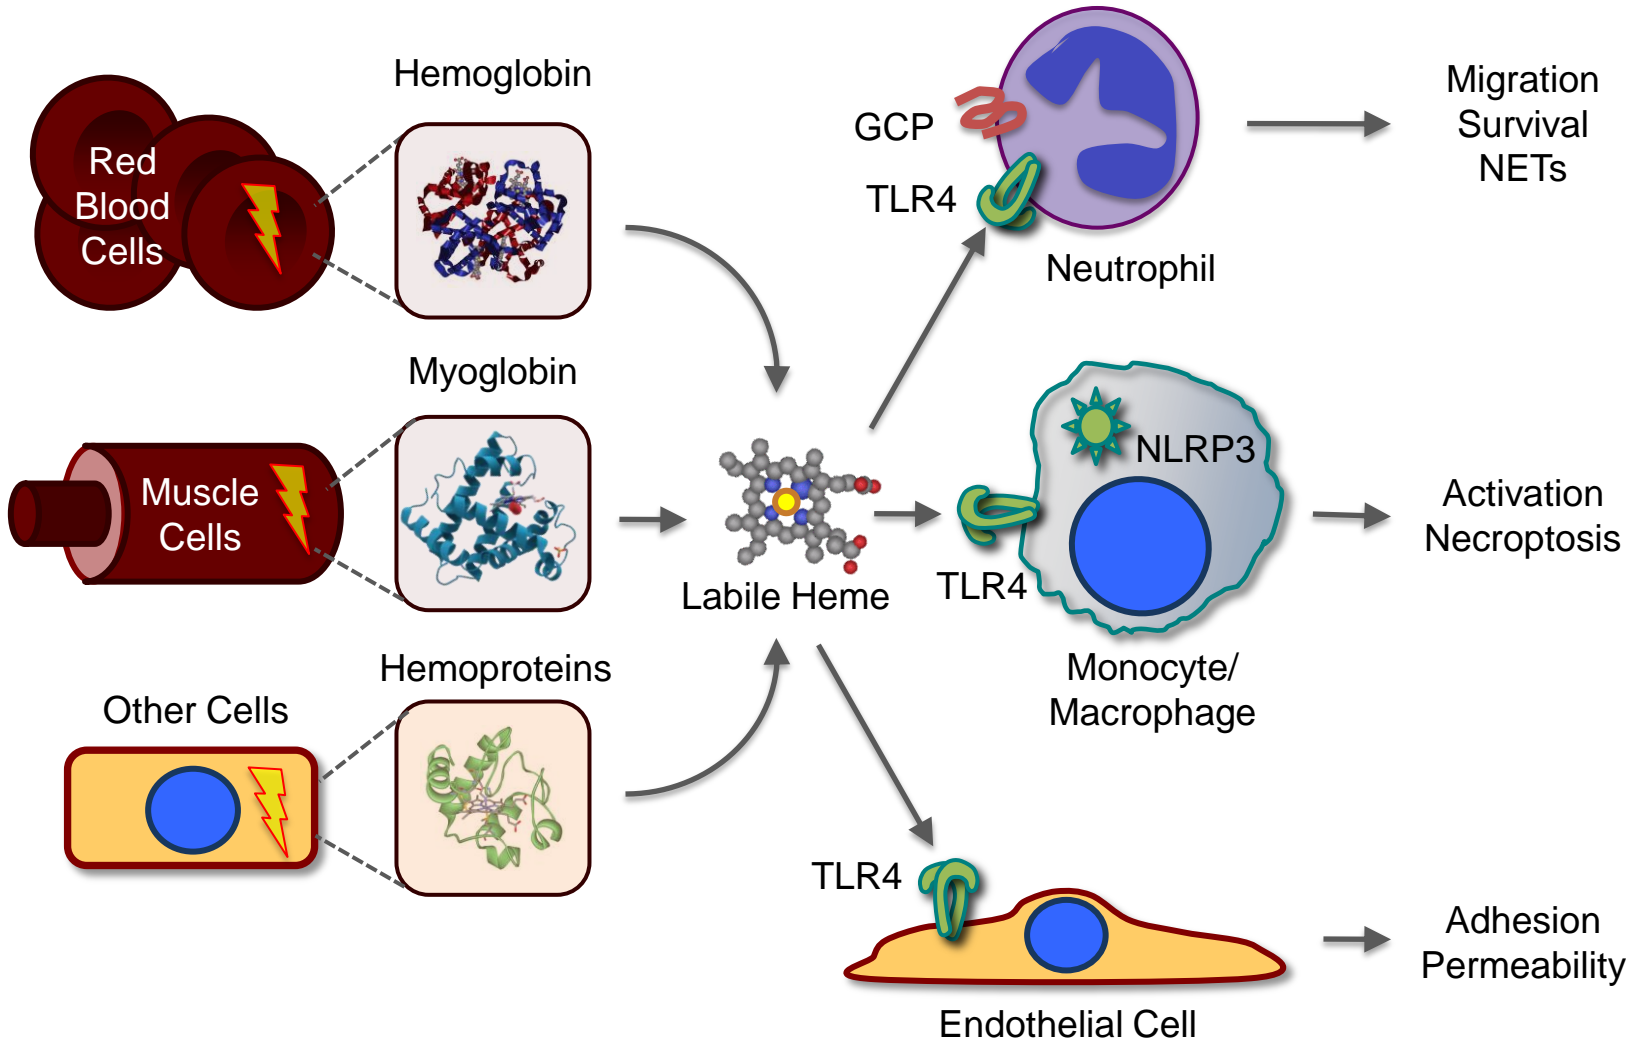 Hemoglobin
Red
Blood
Cells
Myoglobin
Muscle
Cells
Hemoproteins
Other Cells
Labile Heme
GCP
TLR4
Neutrophil
Migration
Survival
NETs
NLRP3
TLR4
Monocyte/
Macrophage
Activation
Necroptosis
TLR4
Endothelial Cell
Adhesion
Permeability